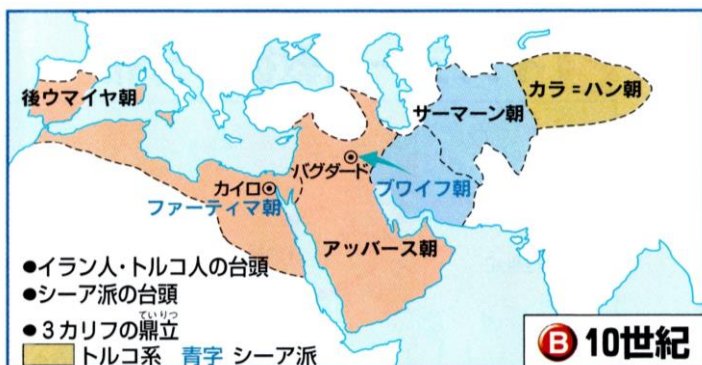 後ウマイヤ朝
カラ=ハン朝
サーマーン朝
バグダード
カイロ
ブワイフ朝
ファーティマ朝
アッバース朝
●イラン人・トルコ人の台頭
●シーア派の台頭
ていりつ
●3カリフの鼎立
トルコ系 青字 シーア派
B 10世紀